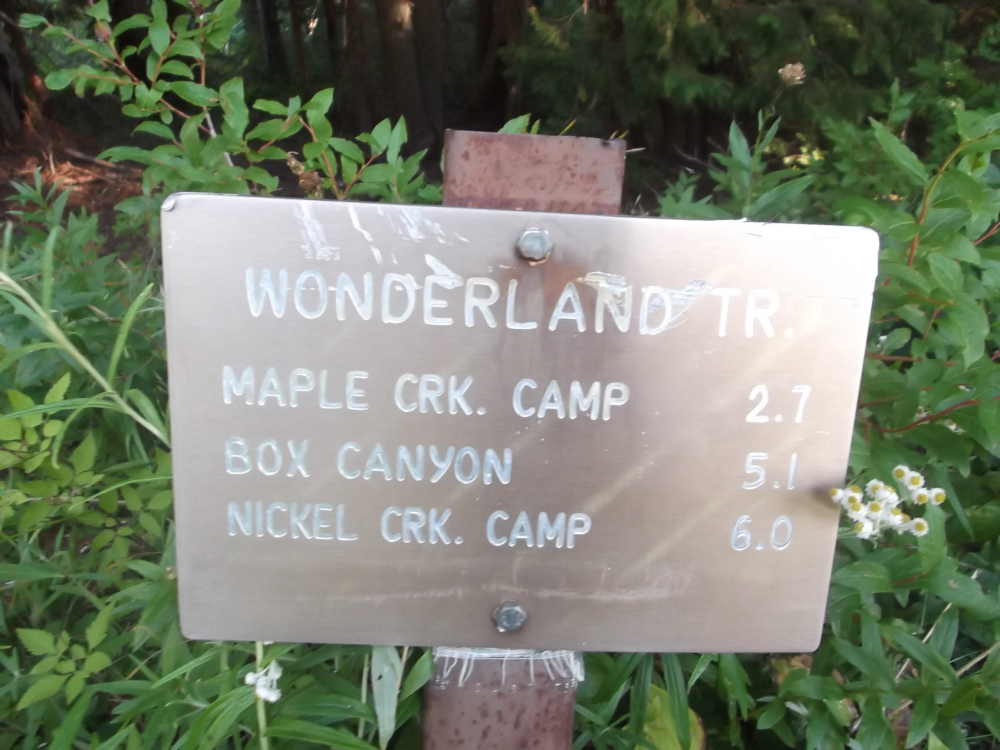 WONDERLAND TR.
MAPLE CRK. CAMP 2.7
BOX CANYON 5.1
NICKEL CRK. CAMP 6.0